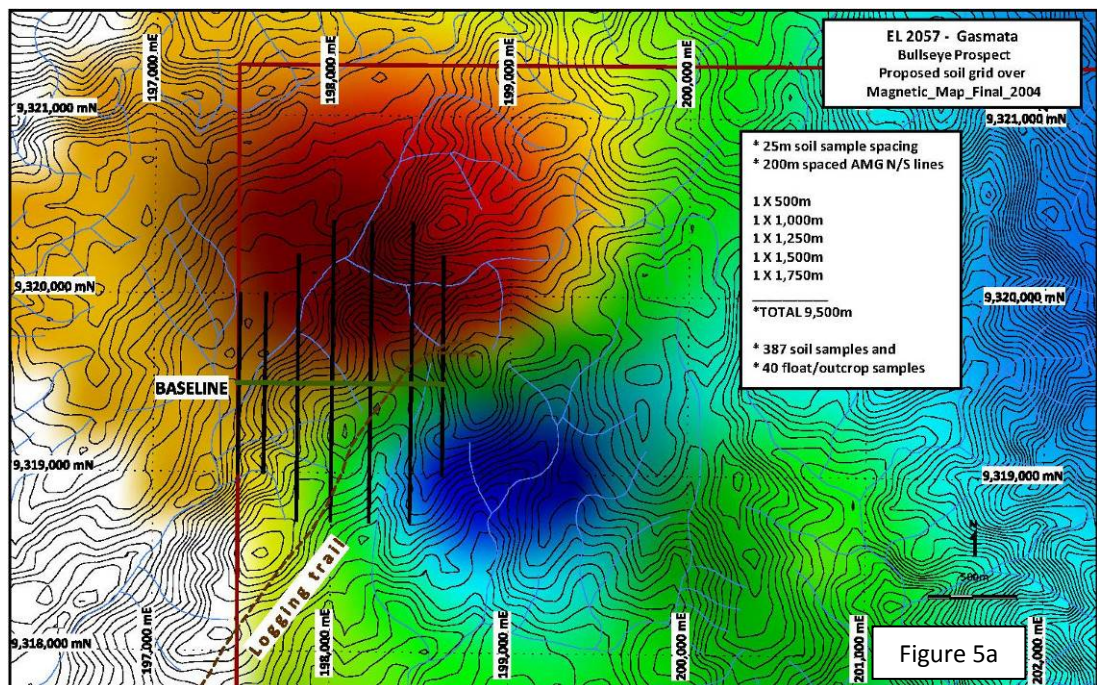 EL 2057 - Gasmata
Bullseye Prospect
Proposed soil grid over
Magnetic_Map_Final_2004
197,000 mE
198,000 mE
199,000 mE
200,000 mE
9,321,000 mN
9,321,000 mN
* 25m soil sample spacing
* 200m spaced AMG N/S lines
1 X 500m
1 X 1,000m
1 X 1,250m
1 X 1,500m
1 X 1,750m
*TOTAL 9,500m
* 387 soil samples and
* 40 float/outcrop samples
9,320,000 mN
9,320,000 mN
BASELINE
9,319,000 mN
9,319,000 mN
Logging trail
N
500m
9,318,000 mN
197,000 mE
198,000 mE
199,000 mE
200,000 mE
201,000 mE
202,000 mE
Figure 5a